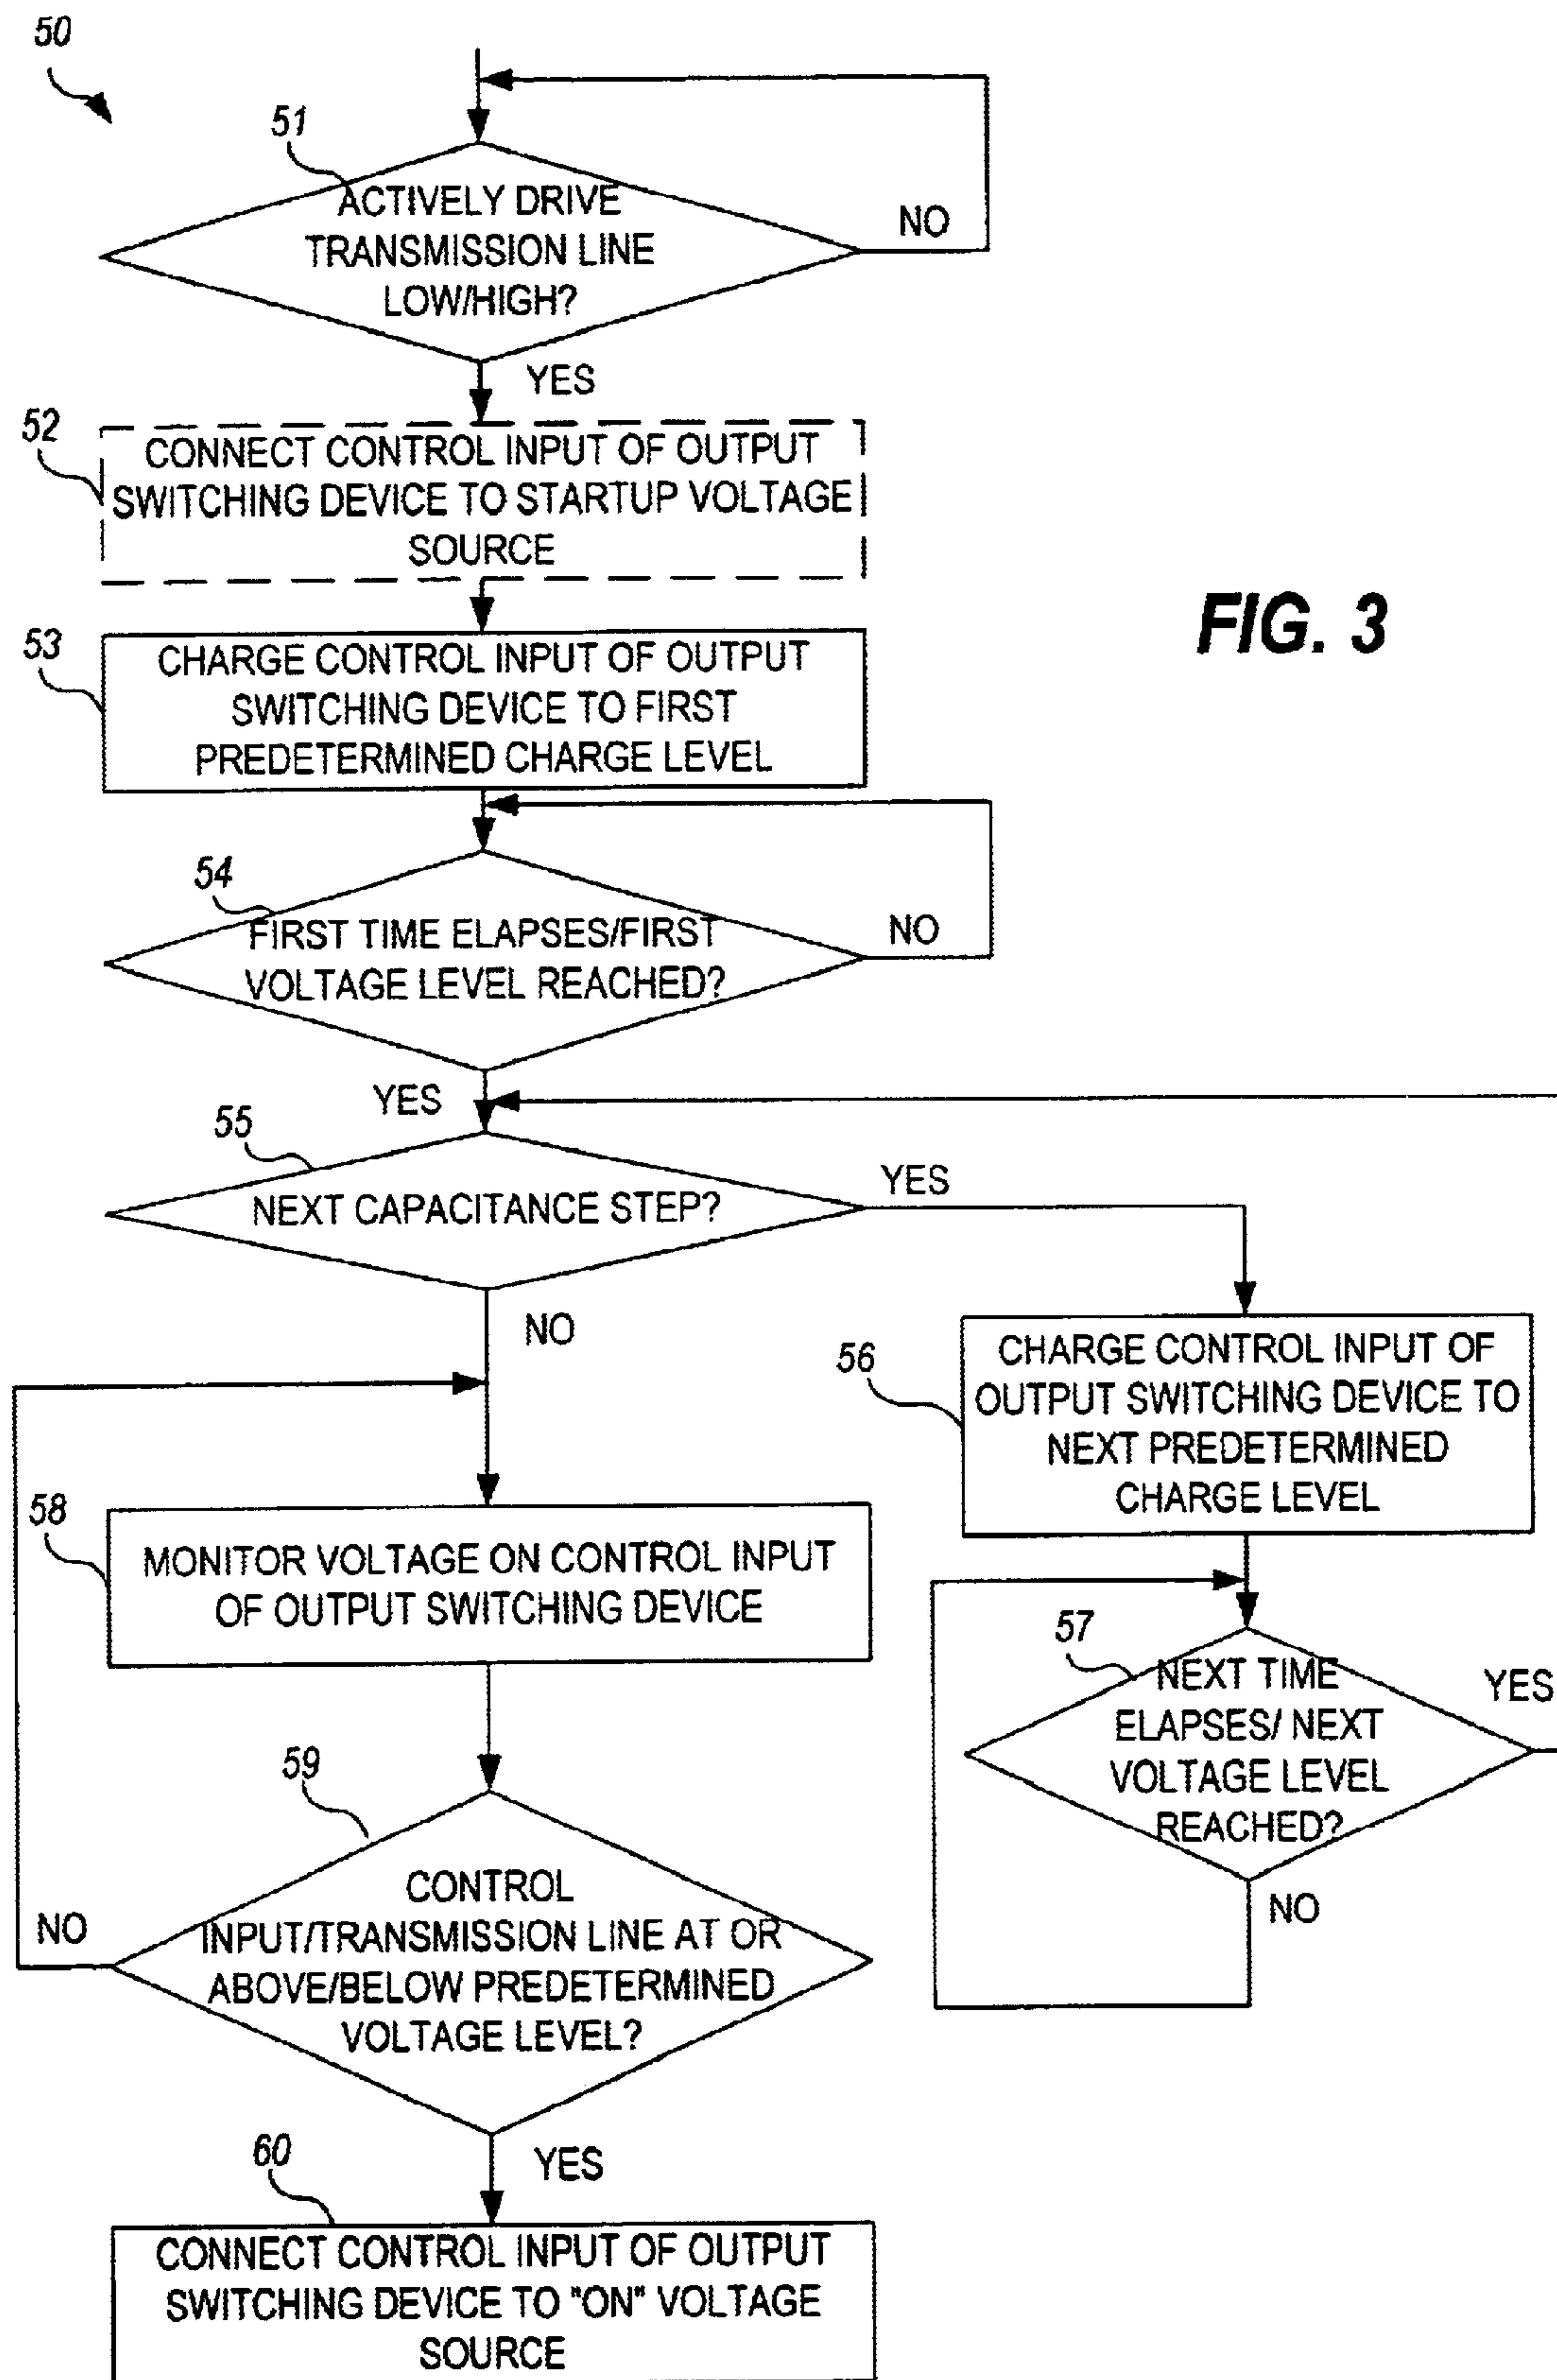 50
51
ACTIVELY DRIVE
TRANSMISSION LINE
LOW/HIGH?
NO
YES
52
CONNECT CONTROL INPUT OF OUTPUT
SWITCHING DEVICE TO STARTUP VOLTAGE
SOURCE
53
CHARGE CONTROL INPUT OF OUTPUT
SWITCHING DEVICE TO FIRST
PREDETERMINED CHARGE LEVEL
FIG. 3
54
FIRST TIME ELAPSES/FIRST
VOLTAGE LEVEL REACHED?
NO
YES
55
NEXT CAPACITANCE STEP?
YES
NO
56
CHARGE CONTROL INPUT OF
OUTPUT SWITCHING DEVICE TO
NEXT PREDETERMINED
CHARGE LEVEL
57
NEXT TIME
ELAPSES/ NEXT
VOLTAGE LEVEL
REACHED?
YES
NO
58
MONITOR VOLTAGE ON CONTROL INPUT
OF OUTPUT SWITCHING DEVICE
59
CONTROL
INPUT/TRANSMISSION LINE AT OR
ABOVE/BELOW PREDETERMINED
VOLTAGE LEVEL?
NO
YES
60
CONNECT CONTROL INPUT OF OUTPUT
SWITCHING DEVICE TO "ON" VOLTAGE
SOURCE